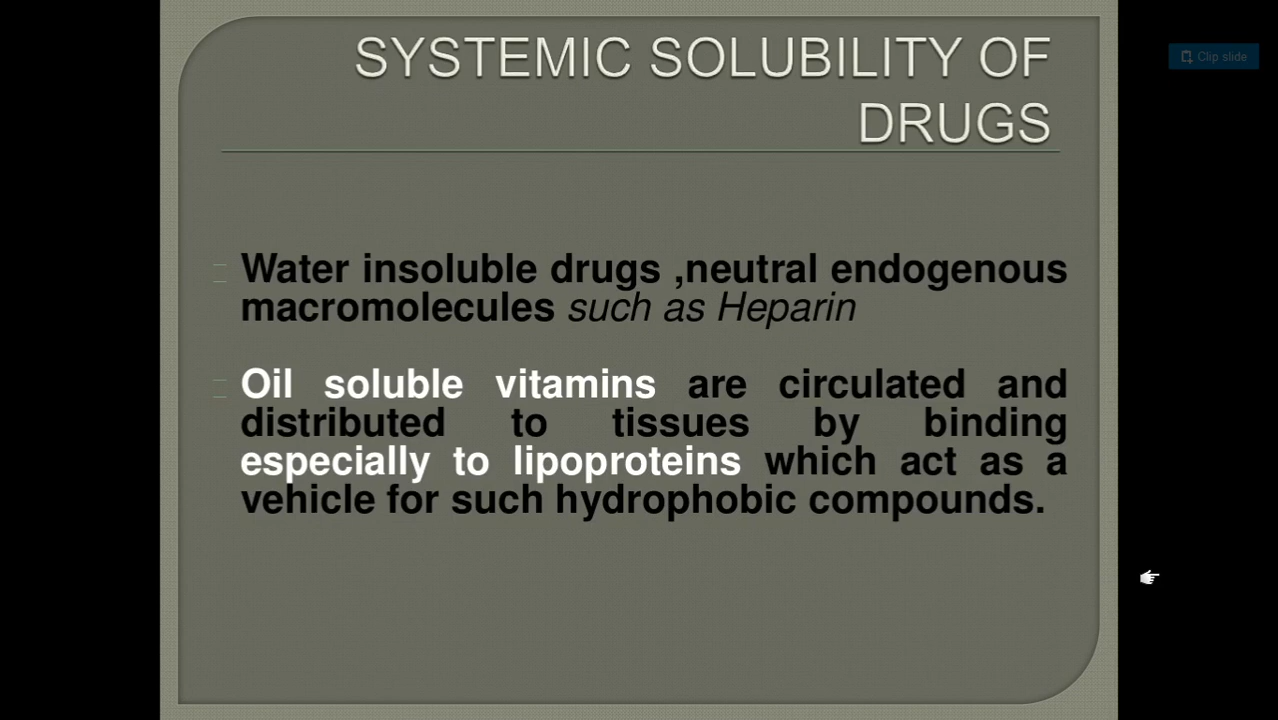 SYSTEMIC SOLUBILITY OF
DRUGS
Clip slide
Water insoluble drugs ,neutral endogenous
macromolecules such as Heparin
Oil soluble vitamins are circulated and
distributed to tissues by binding
especially to lipoproteins which act as a
vehicle for such hydrophobic compounds.